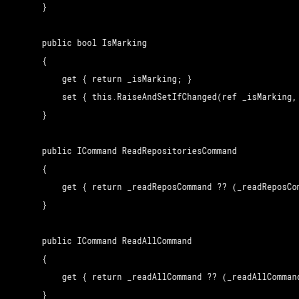 }
public bool IsMarking
{
get { return _isMarking; }
set { this.RaiseAndSetIfChanged(ref _isMarking,
}
public ICommand ReadRepositoriesCommand
{
get { return _readReposCommand ?? (_readReposCom
}
public ICommand ReadAllCommand
{
get { return _readAllCommand ?? (_readAllCommand
}